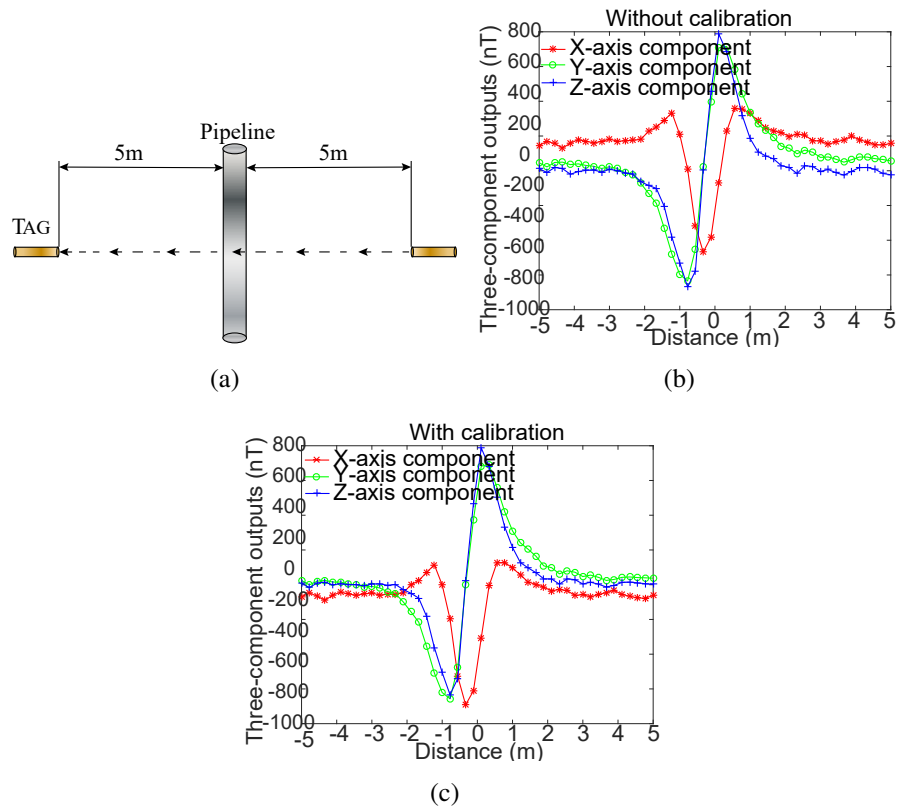 Pipeline
5m 5m
TAG
(a)
Without calibration
Three-component outputs (nT)
800
600
400
200
0
-200
-400
-600
-800
-1000
X-axis component
Y-axis component
Z-axis component
-5 -4 -3 -2 -1 0 1 2 3 4 5
Distance (m)
(b)
With calibration
Three-component outputs (nT)
800
600
400
200
0
-200
-400
-600
-800
-1000
X-axis component
Y-axis component
Z-axis component
-5 -4 -3 -2 -1 0 1 2 3 4 5
Distance (m)
(c)